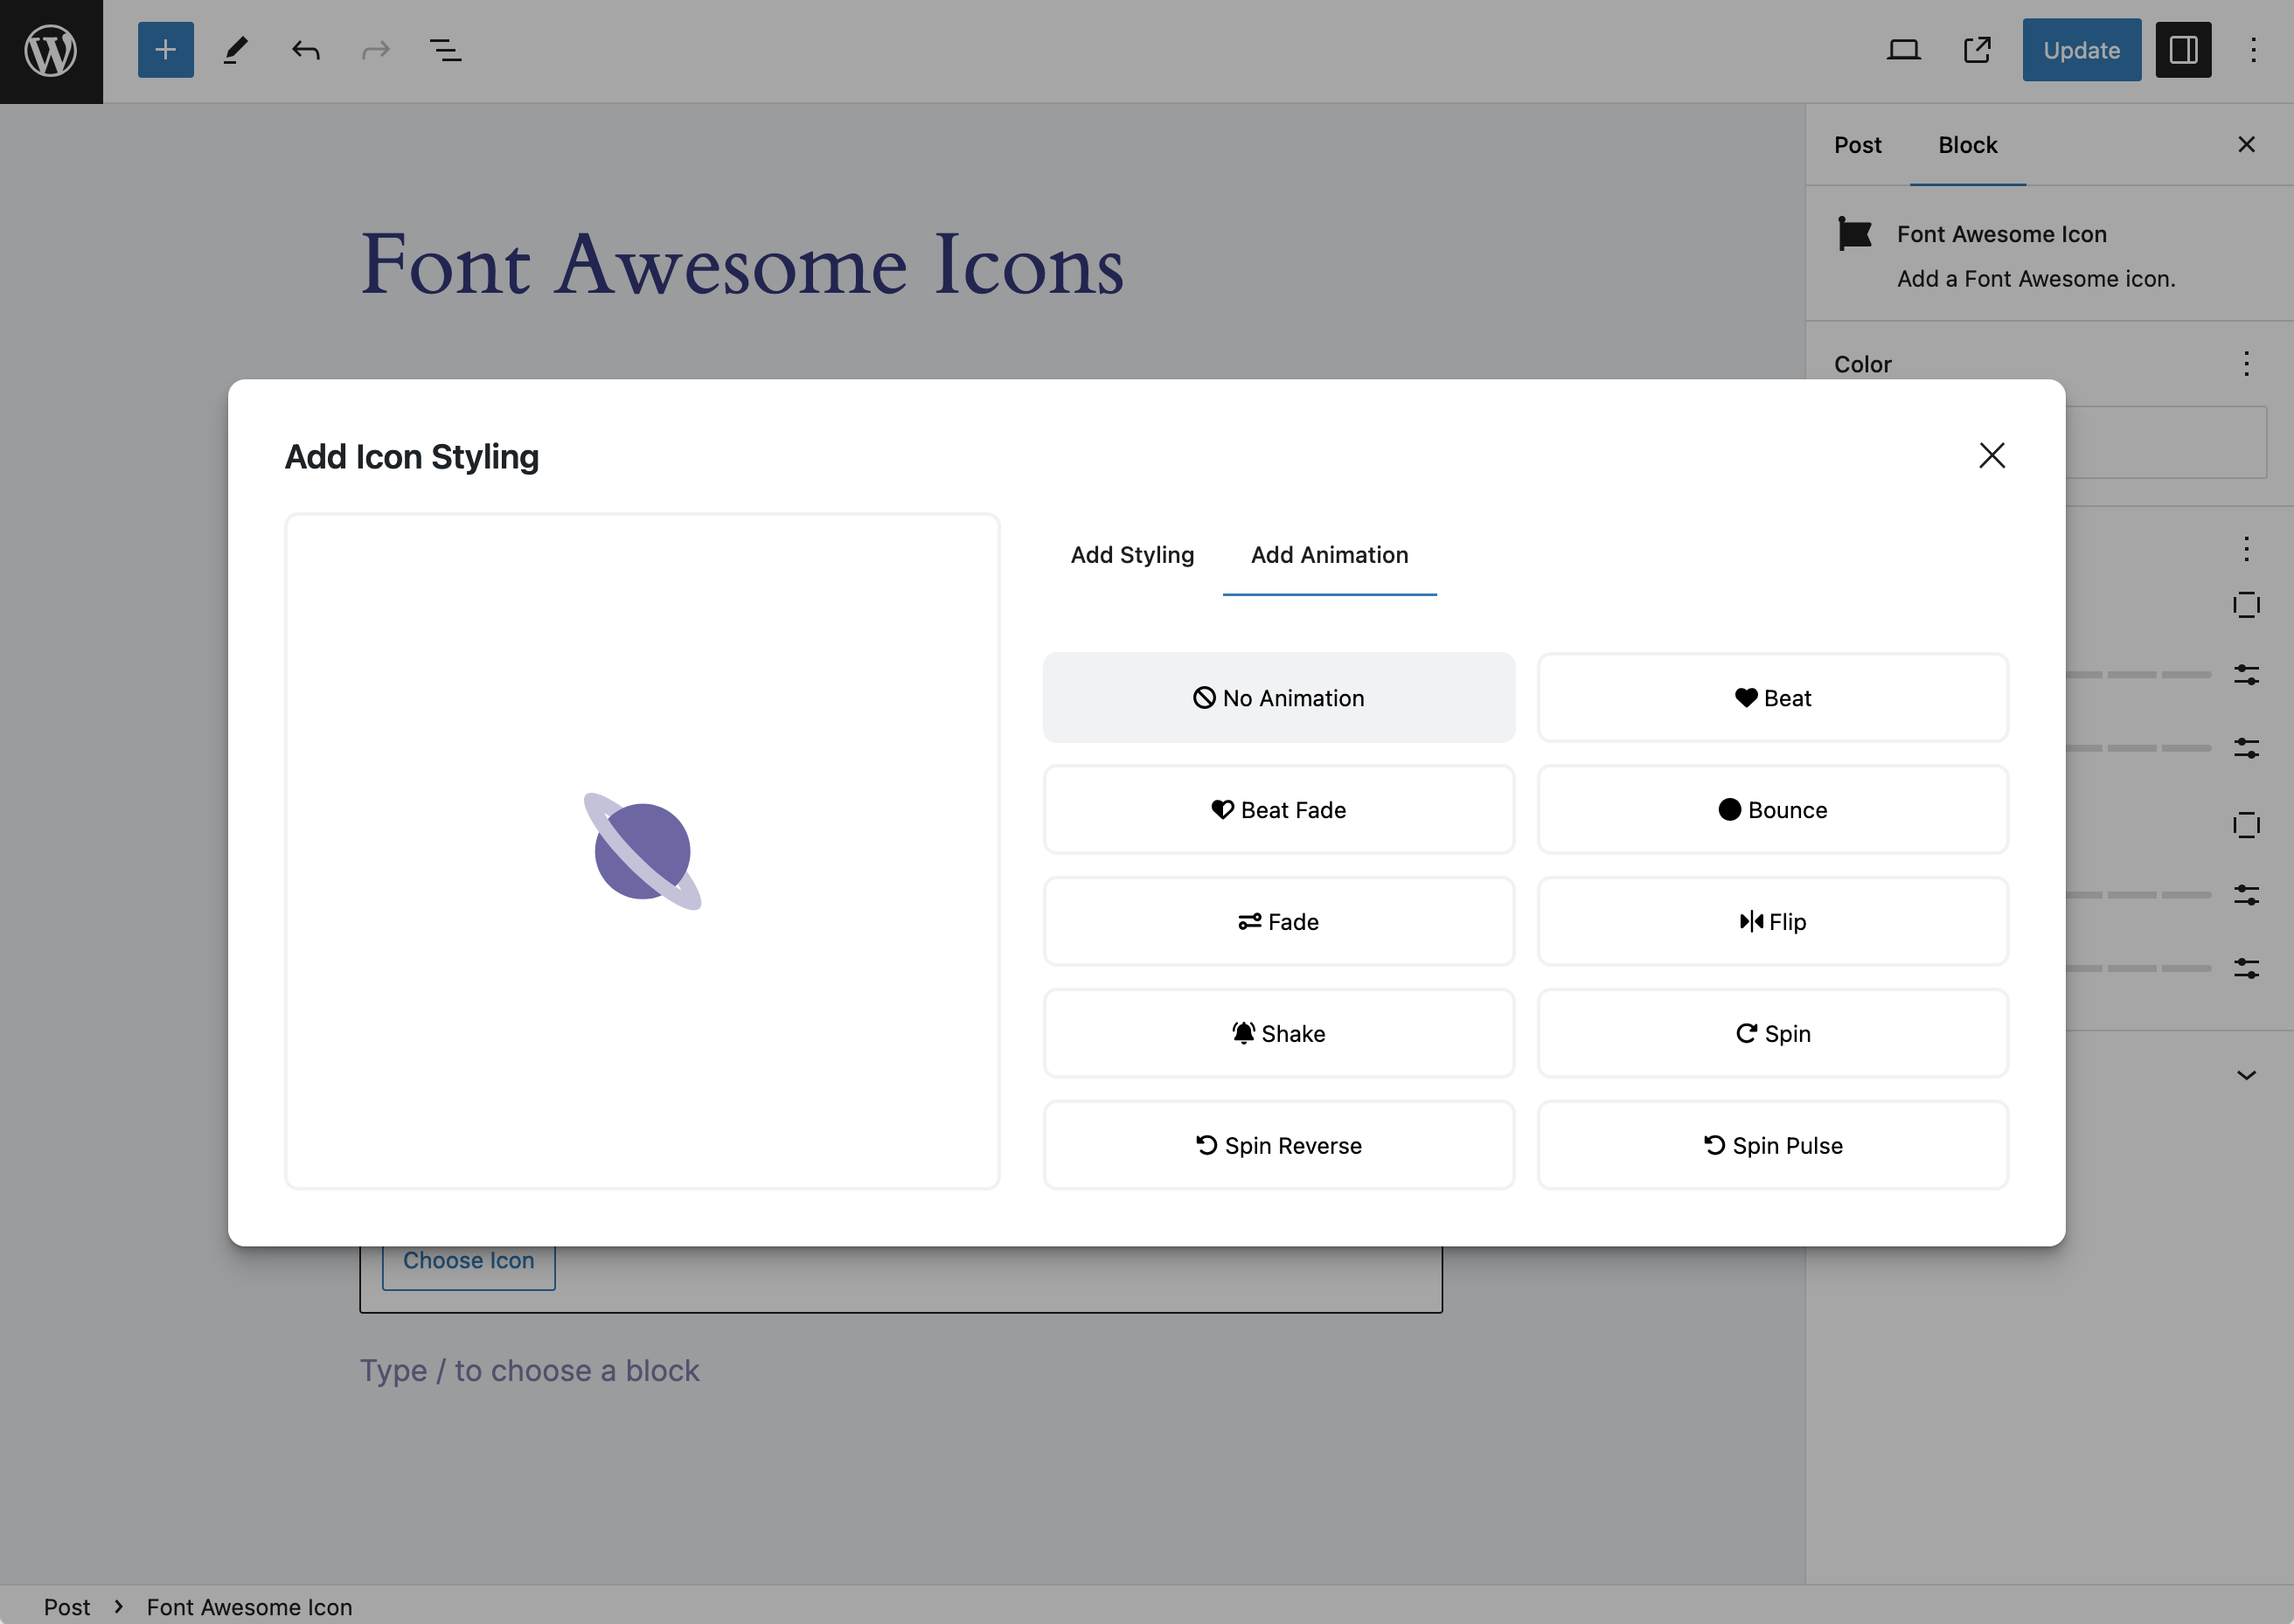 Update
Post Block
Font Awesome Icon
Add a Font Awesome icon.
Color
Font Awesome Icons
Add Icon Styling
Add Styling Add Animation
No Animation Beat
Beat Fade Bounce
Fade Flip
Shake Spin
Spin Reverse Spin Pulse
Choose Icon
Type / to choose a block
Post › Font Awesome Icon